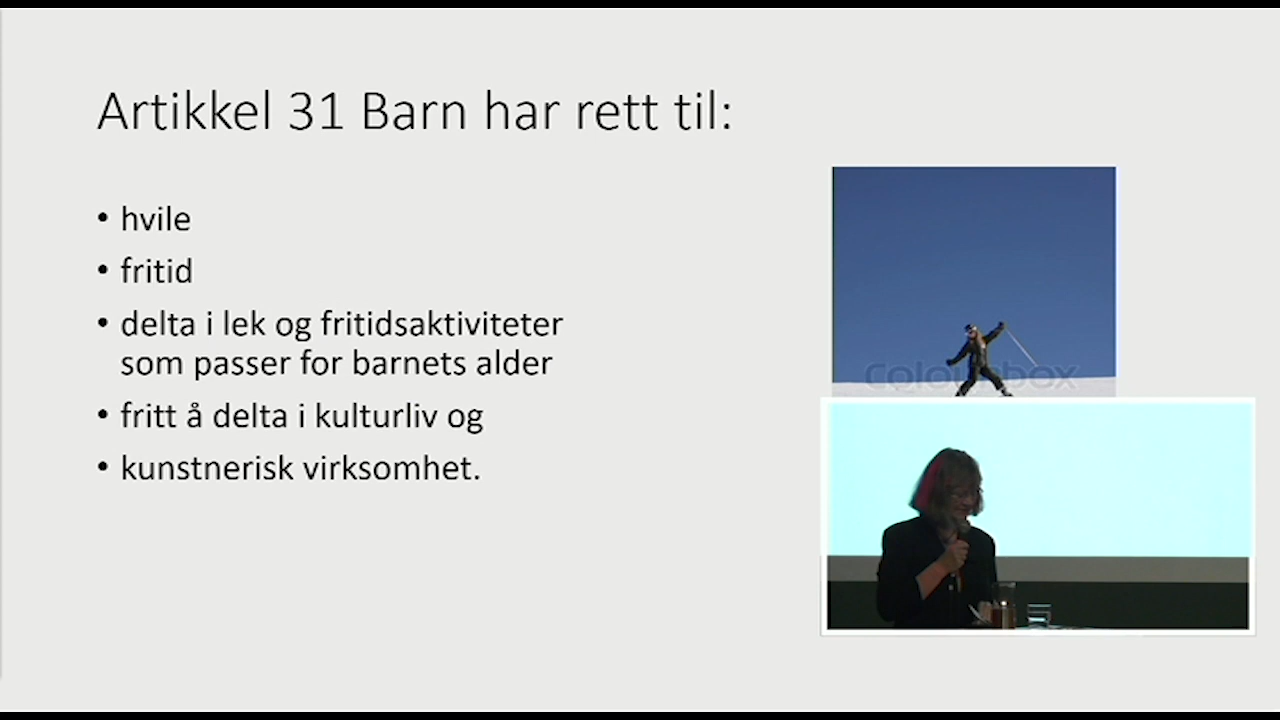 Artikkel 31 Barn har rett til:
• hvile
• fritid
• delta i lek og fritidsaktiviteter
som passer for barnets alder
• fritt å delta i kulturliv og
• kunstnerisk virksomhet.
Colourbox